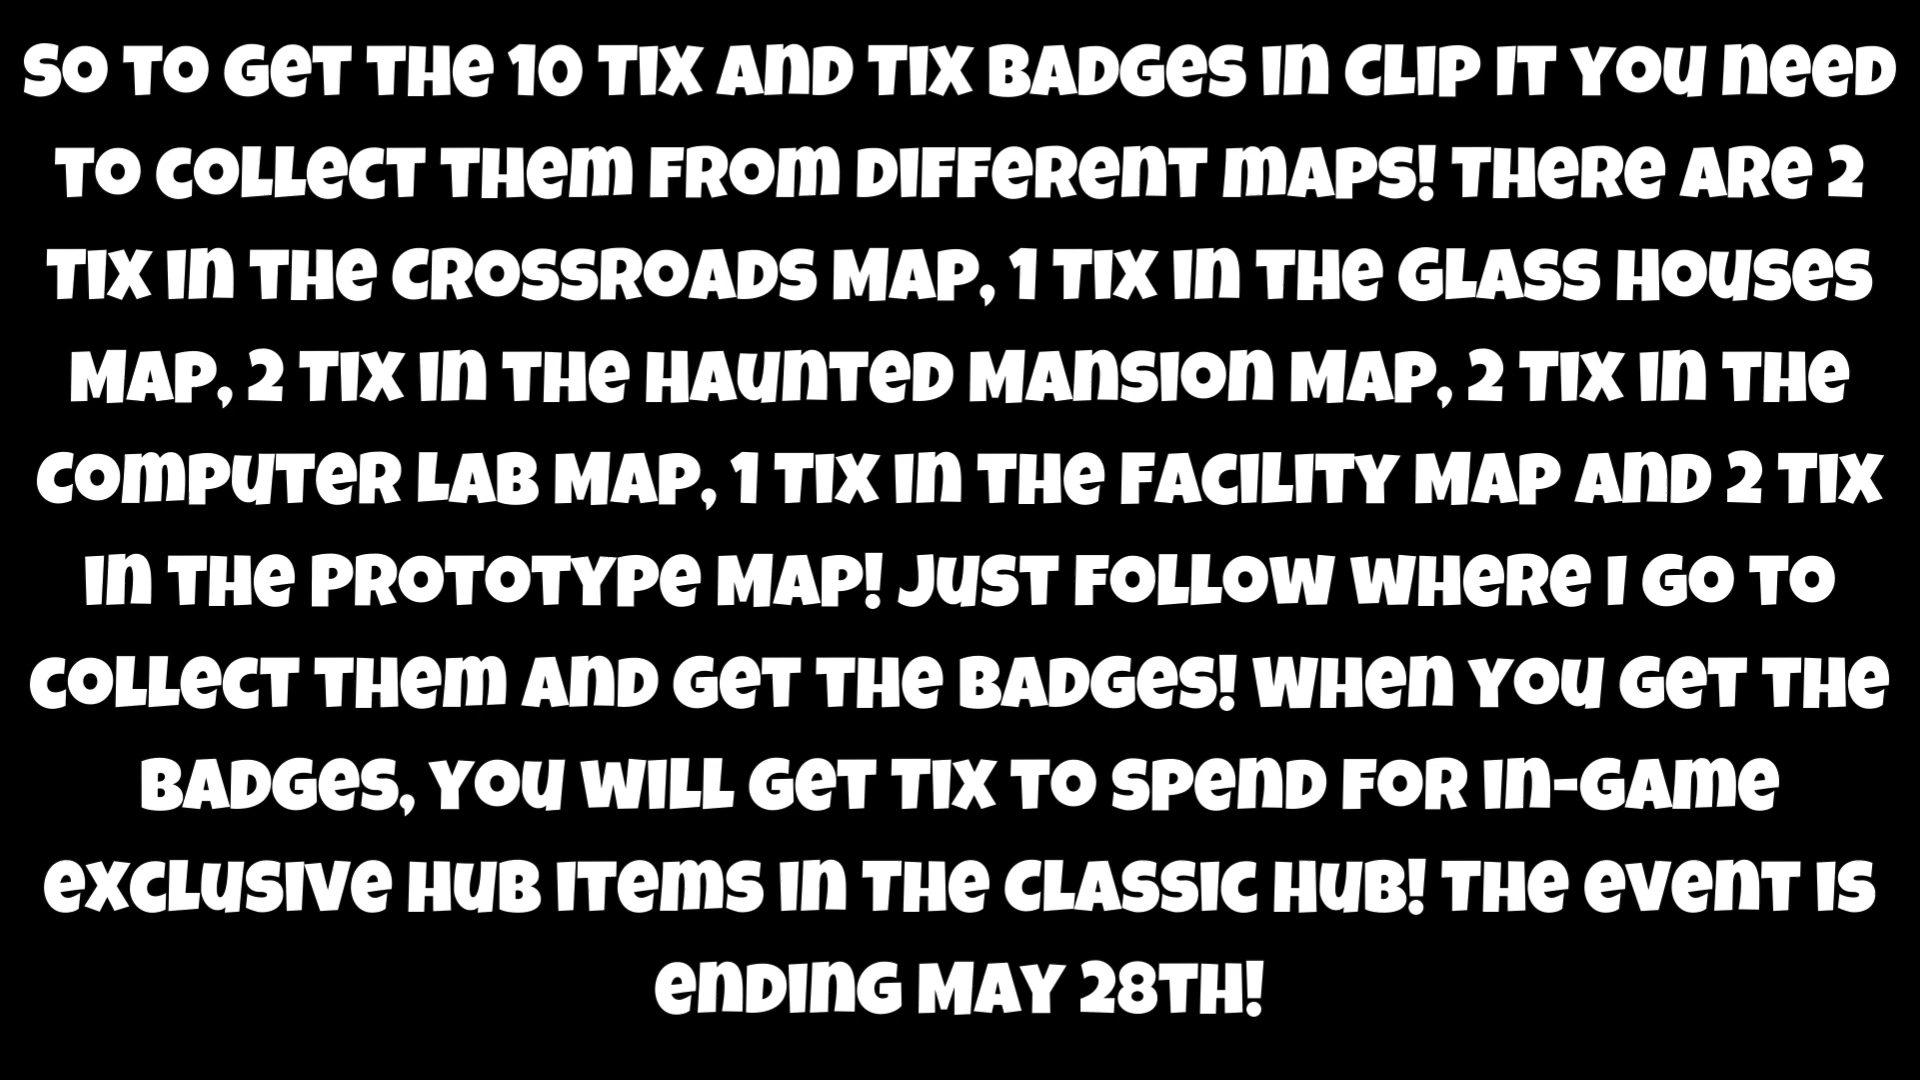 So to get the 10 Tix and Tix badges in Clip It you need
to collect them from different maps! There are 2
Tix in the Crossroads Map, 1 Tix in the Glass Houses
Map, 2 Tix in the Haunted Mansion Map, 2 Tix in the
Computer Lab Map, 1 Tix in the Facility Map and 2 Tix
in the Prototype Map! Just follow where I go to
collect them and get the badges! When you get the
badges, you will get Tix to spend for in-game
exclusive hub items in the Classic Hub! The event is
ending May 28th!